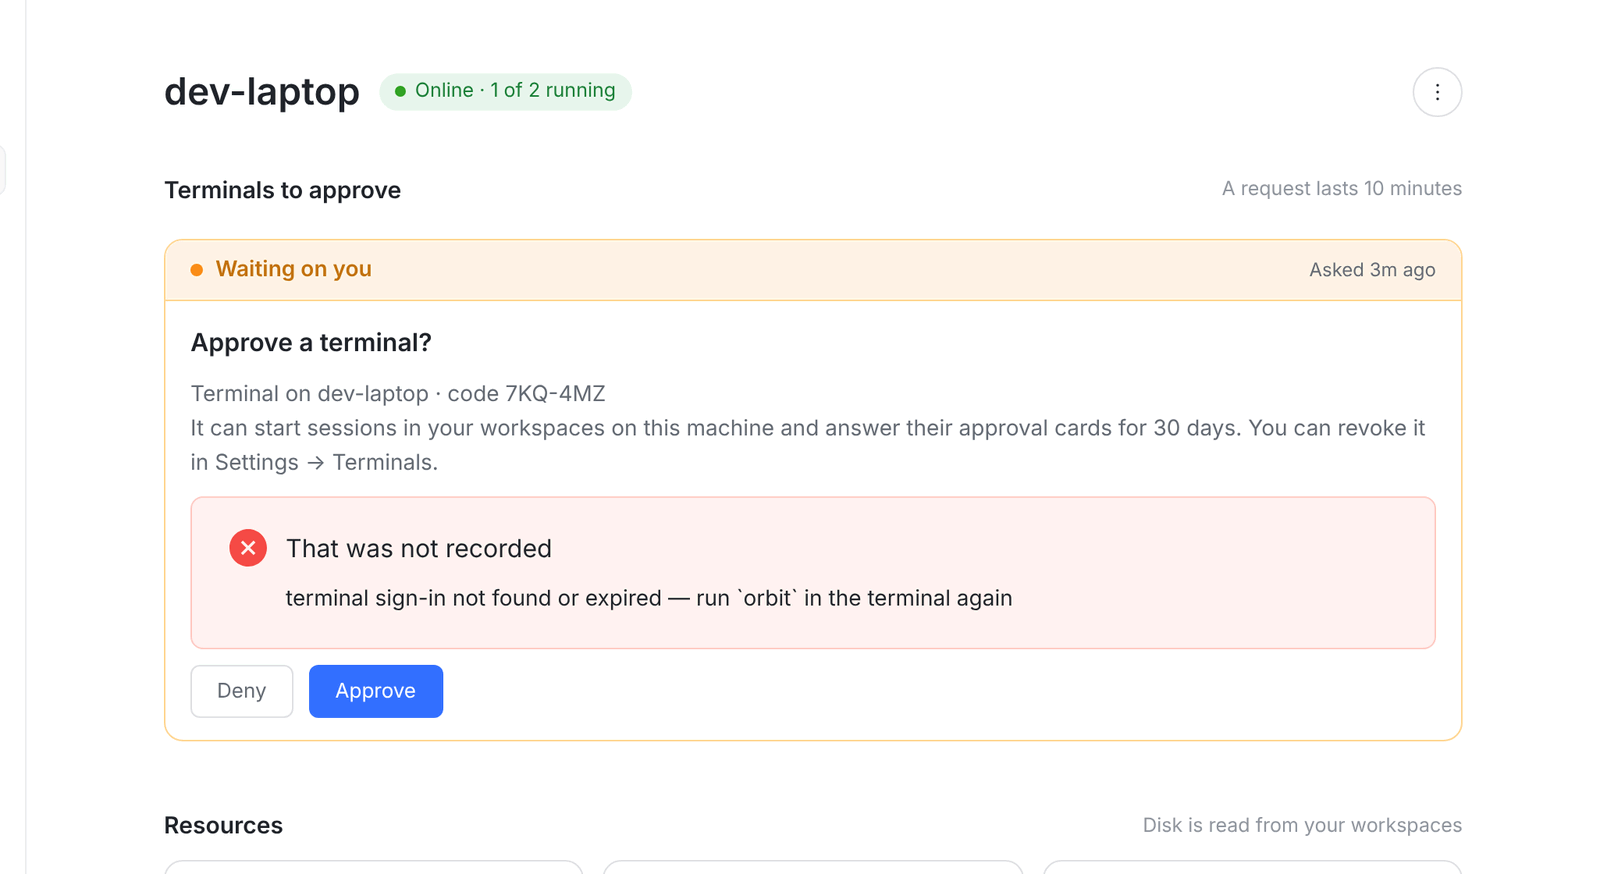 dev-laptop
Online · 1 of 2 running
Terminals to approve
A request lasts 10 minutes
Waiting on you
Asked 3m ago
Approve a terminal?
Terminal on dev-laptop · code 7KQ-4MZ
It can start sessions in your workspaces on this machine and answer their approval cards for 30 days. You can revoke it
in Settings → Terminals.
That was not recorded
terminal sign-in not found or expired — run `orbit` in the terminal again
Deny
Approve
Resources
Disk is read from your workspaces